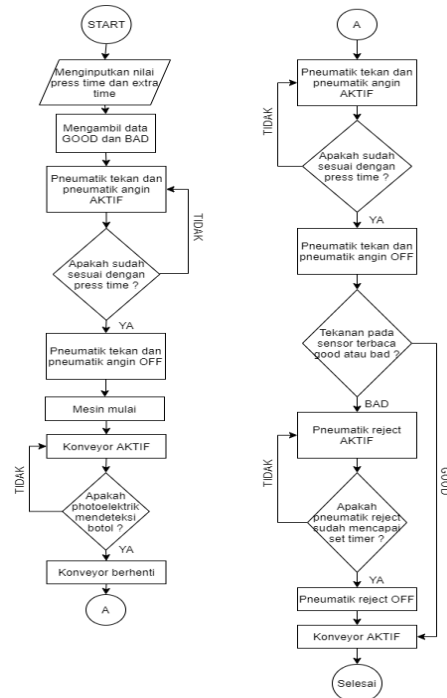 START
Menginputkan nilai
press time dan extra
time
Mengambil data
GOOD dan BAD
Pneumatik tekan dan
pneumatik angin
AKTIF
TIDAK
Apakah sudah
sesuai dengan
press time ?
YA
Pneumatik tekan dan
pneumatik angin OFF
Mesin mulai
Konveyor AKTIF
TIDAK
Apakah
photoelektrik
mendeteksi
botol ?
YA
Konveyor berhenti
A
A
Pneumatik tekan dan
pneumatik angin
AKTIF
TIDAK
Apakah sudah
sesuai dengan
press time ?
YA
Pneumatik tekan dan
pneumatik angin OFF
Tekanan pada
sensor terbaca
good atau bad ?
BAD
GOOD
Pneumatik reject
AKTIF
TIDAK
Apakah
pneumatik reject
sudah mencapai
set timer ?
YA
Pneumatik reject OFF
Konveyor AKTIF
Selesai